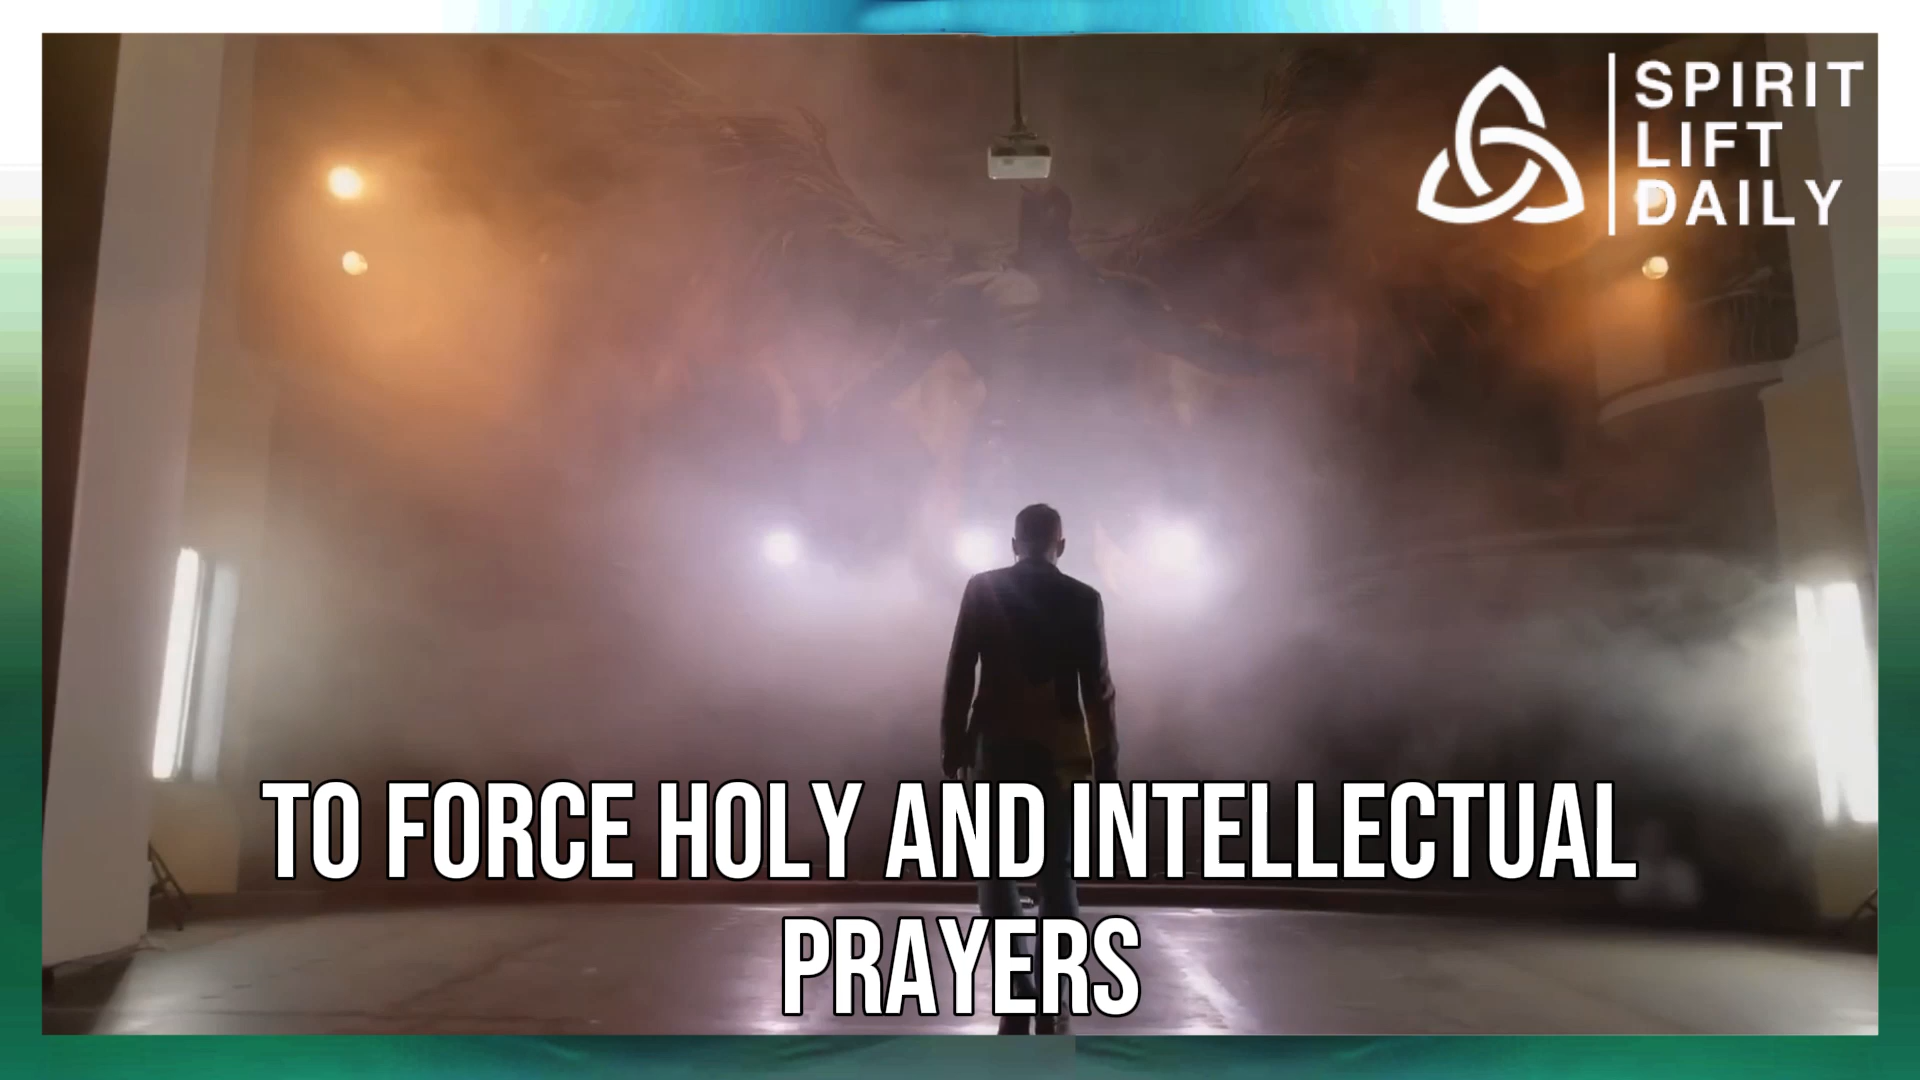 SPIRIT
LIFT
DAILY
TO FORCE HOLY AND INTELLECTUAL
PRAYERS